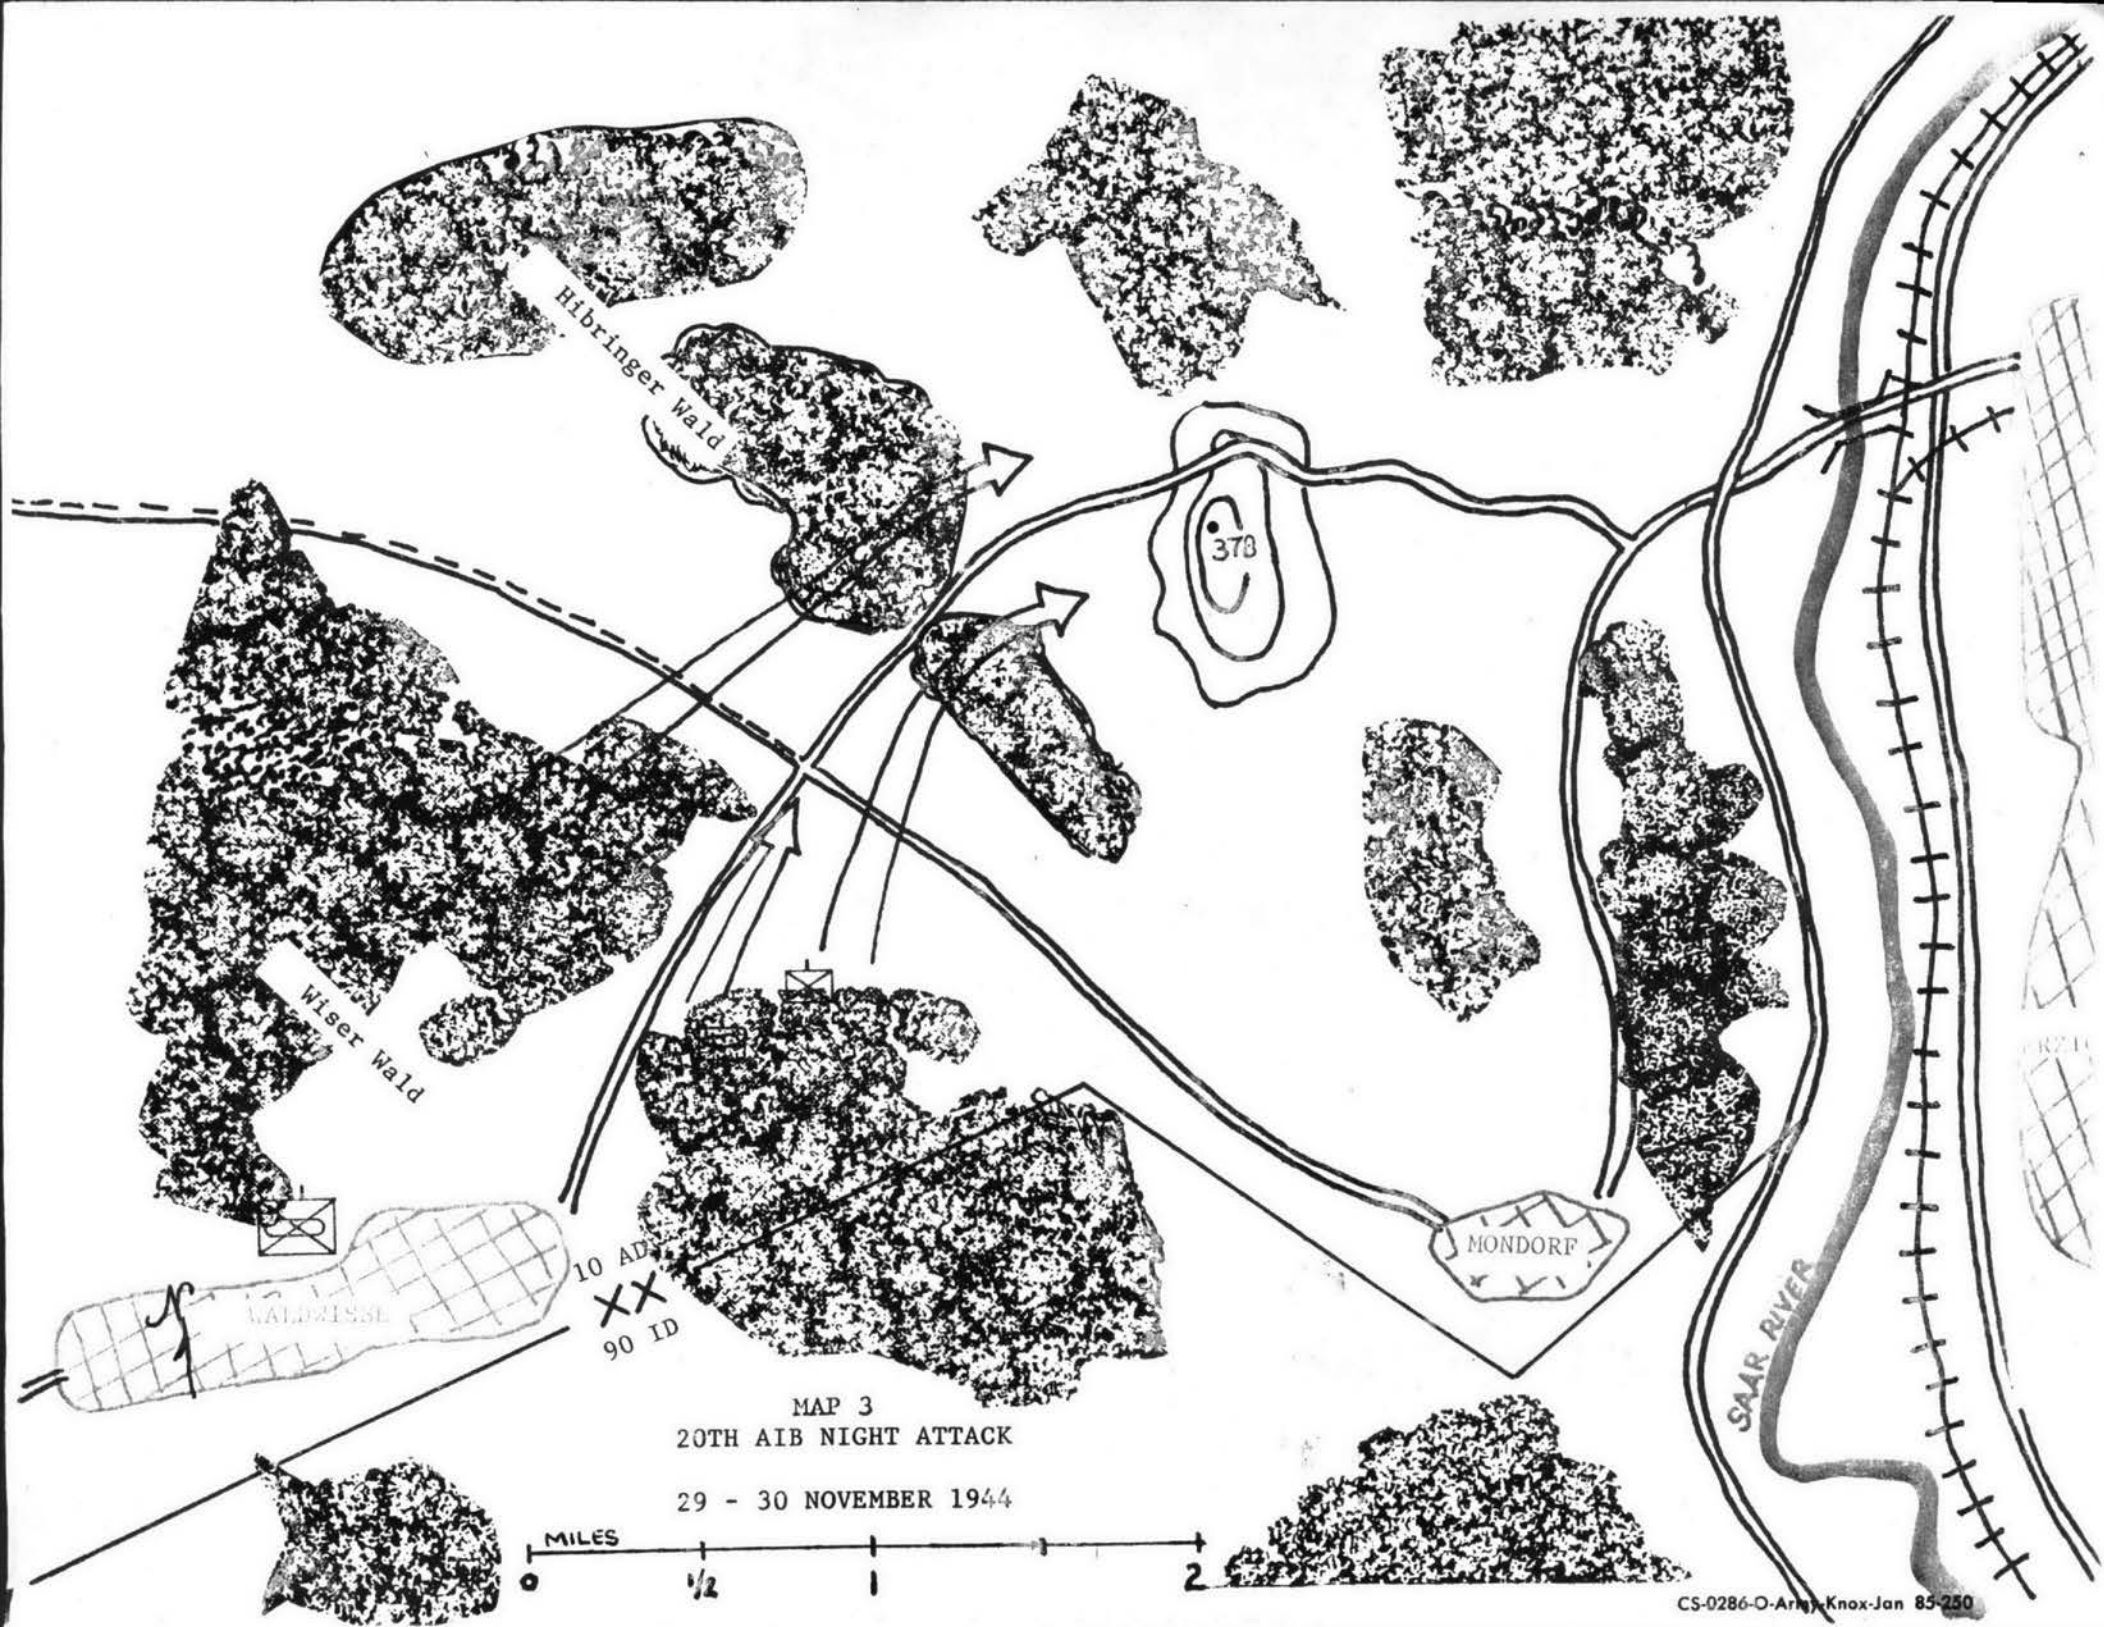 Hibringer Wald
378
Wiser Wald
10 AD
XX
90 ID
N
MONDORF
SAAR RIVER
MAP 3
20TH AIB NIGHT ATTACK
29 - 30 NOVEMBER 1944
MILES
0 1/2 1 2
CS-0286-O-Army-Knox-Jan 85-250